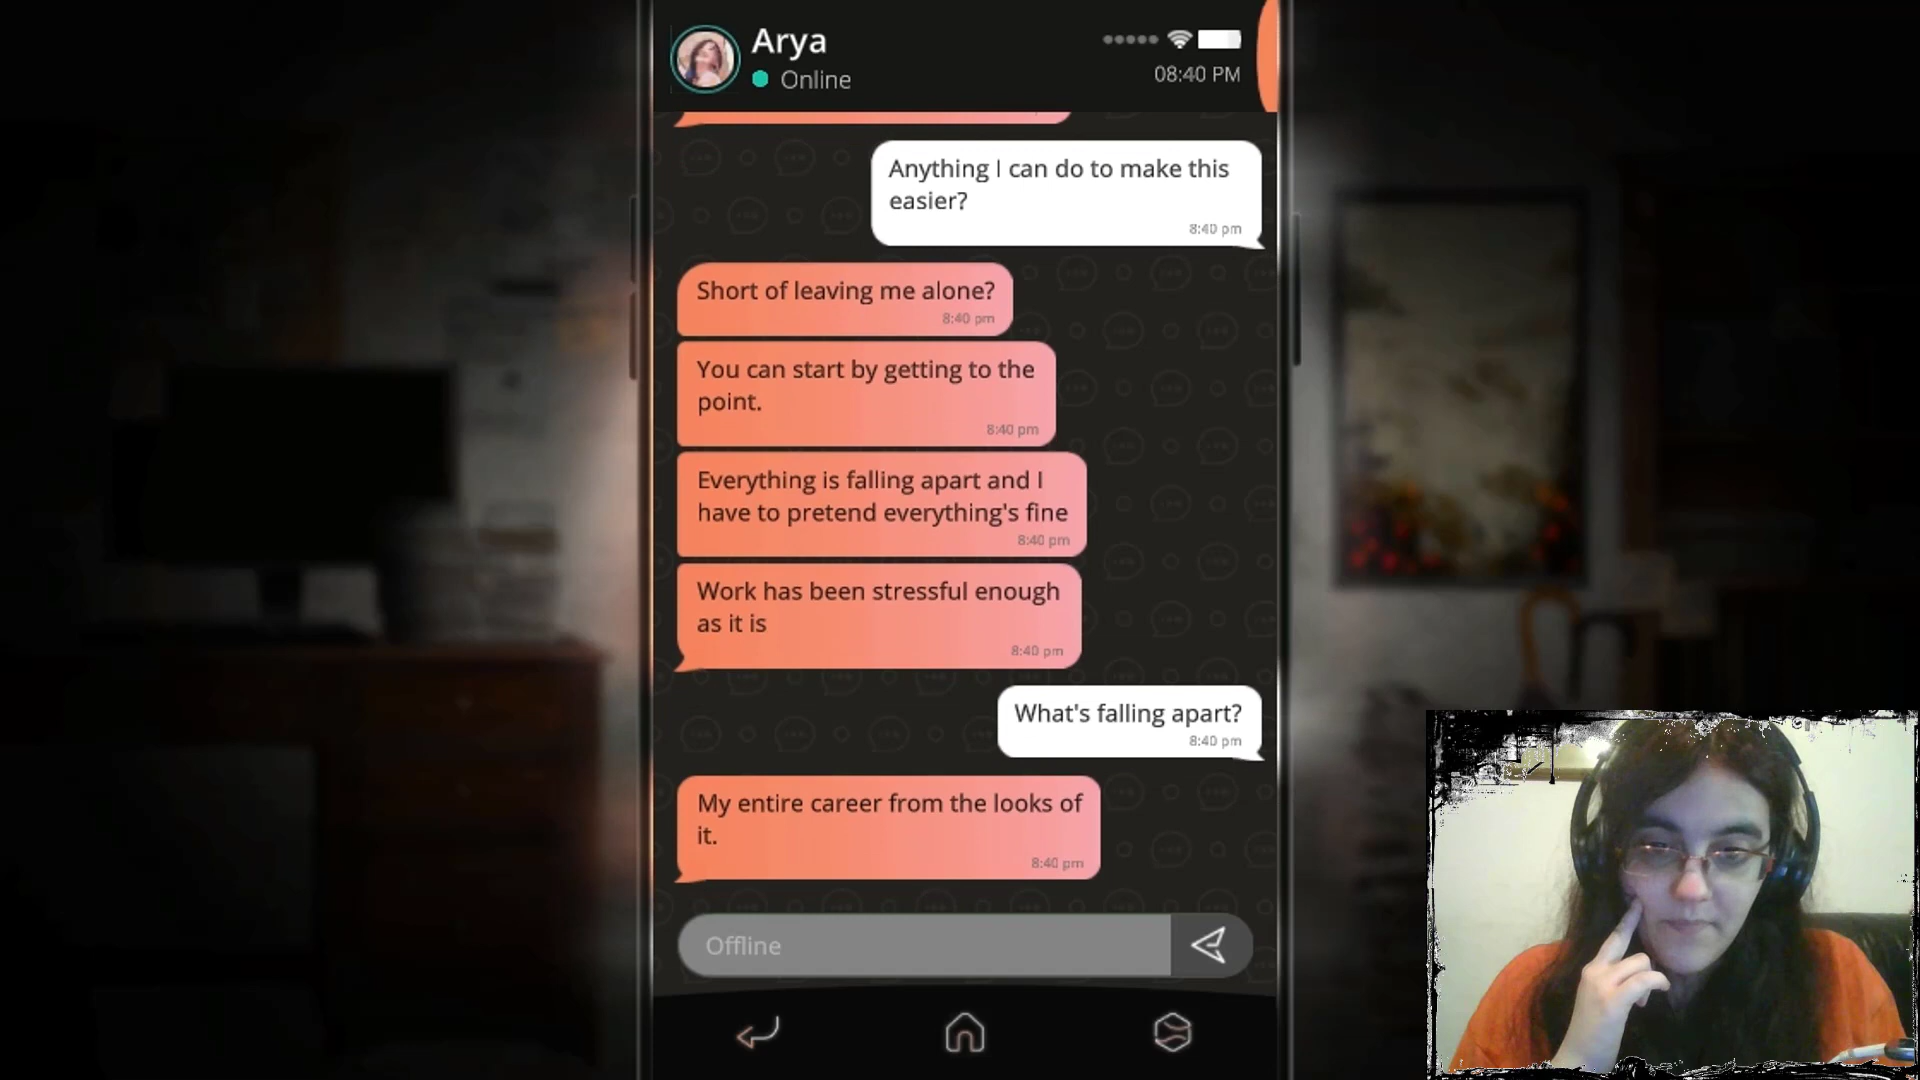 Arya
Online
08:40 PM
Anything I can do to make this
easier?
8:40 pm
Short of leaving me alone?
8:40 pm
You can start by getting to the
point.
8:40 pm
Everything is falling apart and I
have to pretend everything's fine
8:40 pm
Work has been stressful enough
as it is
8:40 pm
What's falling apart?
8:40 pm
My entire career from the looks of
it.
8:40 pm
Offline